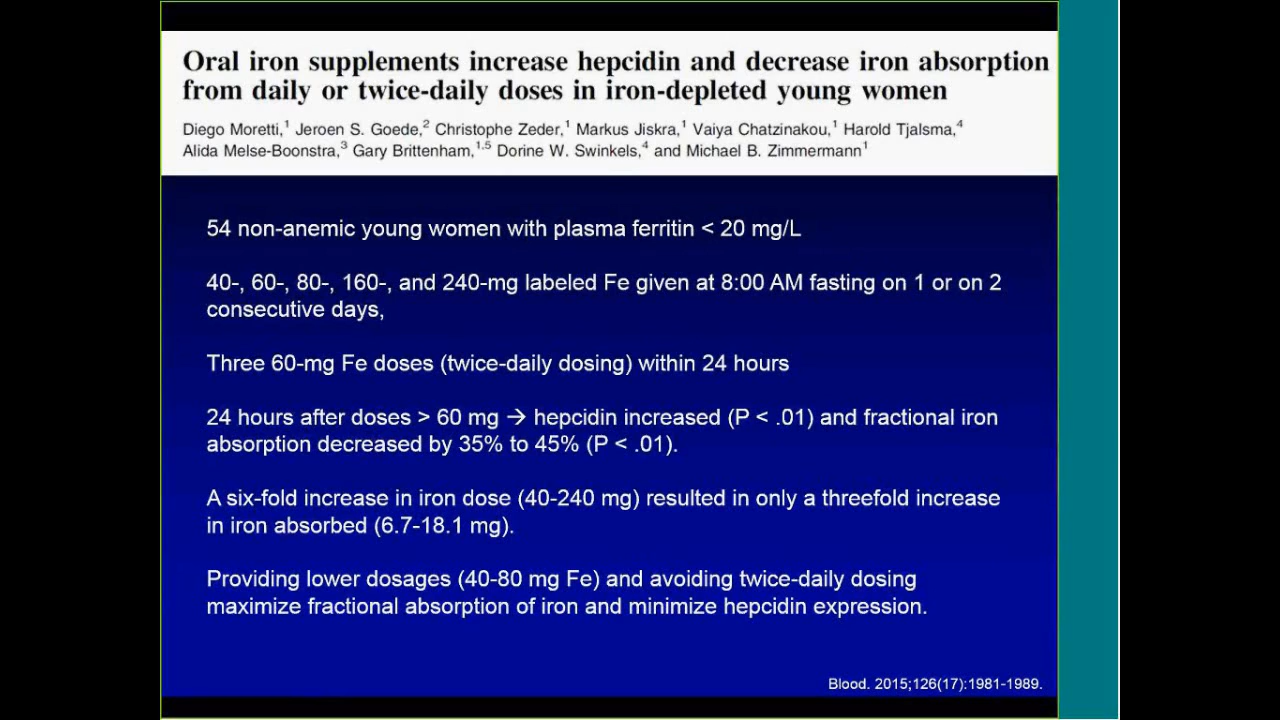 Oral iron supplements increase hepcidin and decrease iron absorption
from daily or twice-daily doses in iron-depleted young women
Diego Moretti,1 Jeroen S. Goede,2 Christophe Zeder,1 Markus Jiskra,1 Vaiya Chatzinakou,1 Harold Tjalsma,4
Alida Melse-Boonstra,3 Gary Brittenham,1,5 Dorine W. Swinkels,4 and Michael B. Zimmermann1
54 non-anemic young women with plasma ferritin < 20 mg/L
40-, 60-, 80-, 160-, and 240-mg labeled Fe given at 8:00 AM fasting on 1 or on 2
consecutive days,
Three 60-mg Fe doses (twice-daily dosing) within 24 hours
24 hours after doses > 60 mg → hepcidin increased (P < .01) and fractional iron
absorption decreased by 35% to 45% (P < .01).
A six-fold increase in iron dose (40-240 mg) resulted in only a threefold increase
in iron absorbed (6.7-18.1 mg).
Providing lower dosages (40-80 mg Fe) and avoiding twice-daily dosing
maximize fractional absorption of iron and minimize hepcidin expression.
Blood. 2015;126(17):1981-1989.